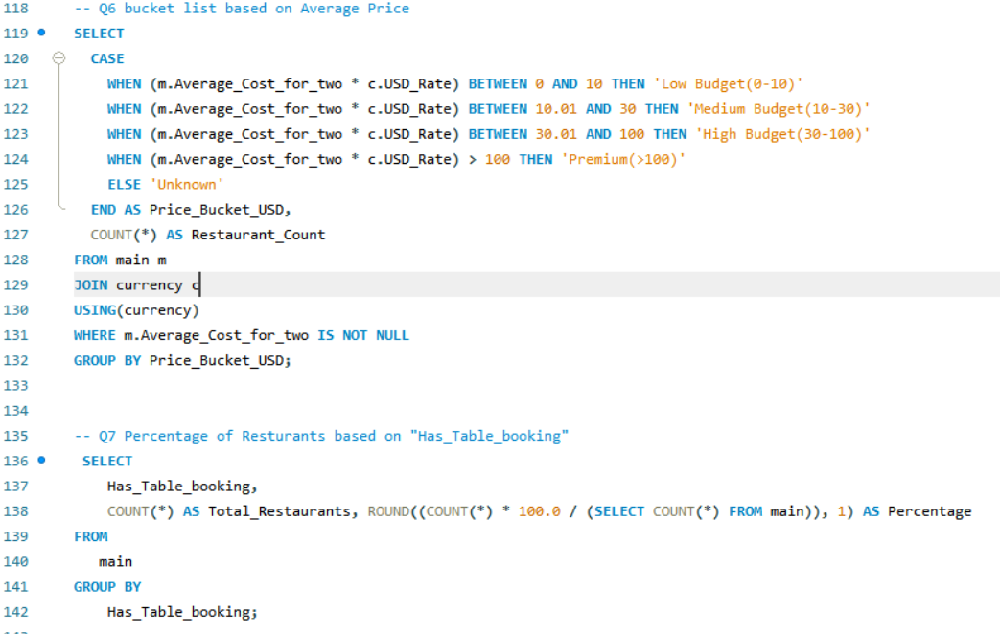 118 -- Q6 bucket list based on Average Price
119 SELECT
120 CASE
121 WHEN (m.Average_Cost_for_two * c.USD_Rate) BETWEEN 0 AND 10 THEN 'Low Budget(0-10)'
122 WHEN (m.Average_Cost_for_two * c.USD_Rate) BETWEEN 10.01 AND 30 THEN 'Medium Budget(10-30)'
123 WHEN (m.Average_Cost_for_two * c.USD_Rate) BETWEEN 30.01 AND 100 THEN 'High Budget(30-100)'
124 WHEN (m.Average_Cost_for_two * c.USD_Rate) > 100 THEN 'Premium(>100)'
125 ELSE 'Unknown'
126 END AS Price_Bucket_USD,
127 COUNT(*) AS Restaurant_Count
128 FROM main m
129 JOIN currency c
130 USING(currency)
131 WHERE m.Average_Cost_for_two IS NOT NULL
132 GROUP BY Price_Bucket_USD;
133
134
135 -- Q7 Percentage of Resturants based on "Has_Table_booking"
136 SELECT
137 Has_Table_booking,
138 COUNT(*) AS Total_Restaurants, ROUND((COUNT(*) * 100.0 / (SELECT COUNT(*) FROM main)), 1) AS Percentage
139 FROM
140 main
141 GROUP BY
142 Has_Table_booking;